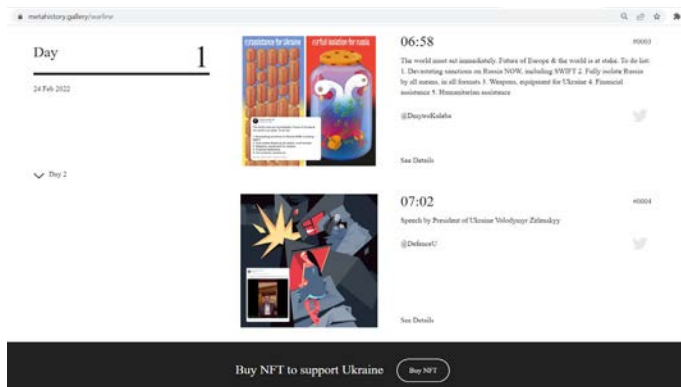 metahistory.gallery/warline
Day 1
24 Feb 2022
Day 2
assistance for Ukraine
isolation for russia
06:58
#0003
The world must act immediately. Future of Europe & the world is at stake. To do list:
1. Devastating sanctions on Russia NOW, including SWIFT 2. Fully isolate Russia
by all means, in all formats 3. Weapons, equipment for Ukraine 4. Financial
assistance 5. Humanitarian assistance
@DmytroKuleba
See Details
07:02
#0004
Speech by President of Ukraine Volodymyr Zelenskyy
@DefenceU
See Details
Buy NFT to support Ukraine
Buy NFT